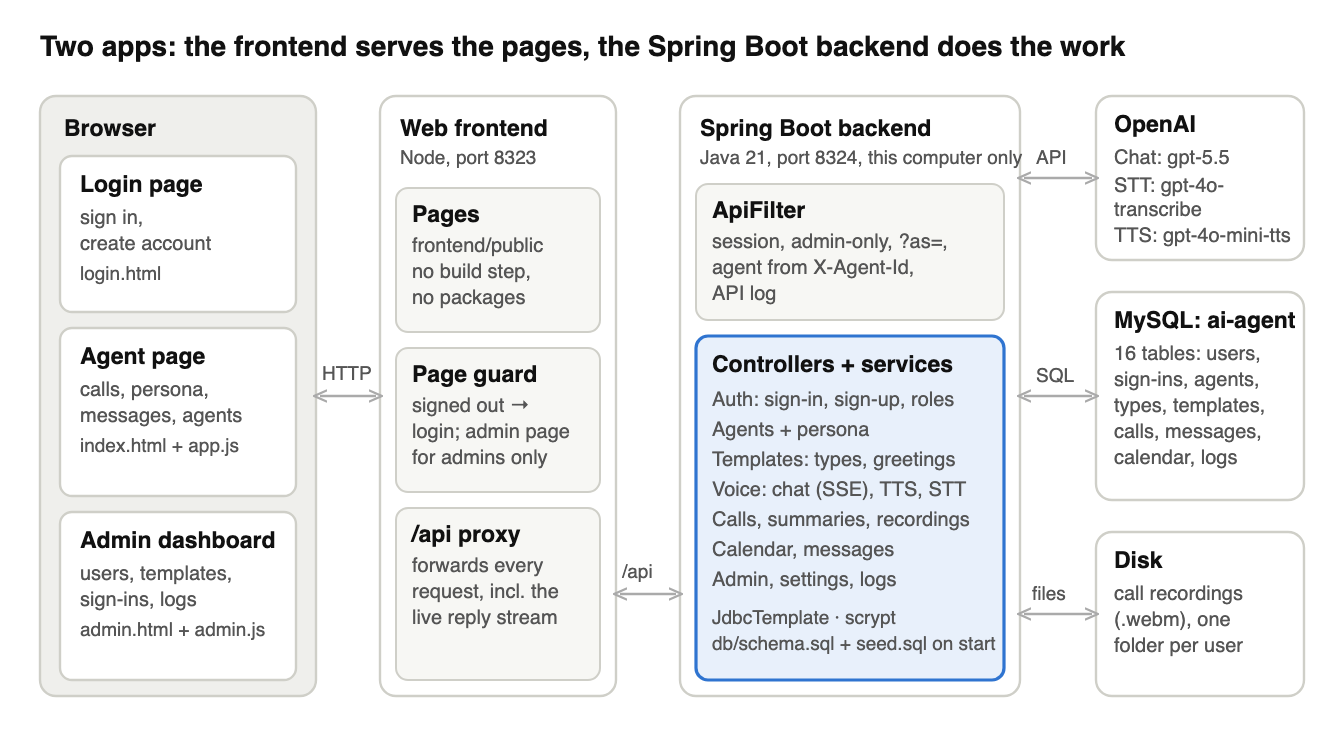 Two apps: the frontend serves the pages, the Spring Boot backend does the work
Browser
Login page
sign in,
create account
login.html
Agent page
calls, persona,
messages, agents
index.html + app.js
Admin dashboard
users, templates,
sign-ins, logs
admin.html + admin.js
HTTP
Web frontend
Node, port 8323
Pages
frontend/public
no build step,
no packages
Page guard
signed out →
login; admin page
for admins only
/api proxy
forwards every
request, incl. the
live reply stream
/api
Spring Boot backend
Java 21, port 8324, this computer only
ApiFilter
session, admin-only, ?as=,
agent from X-Agent-Id,
API log
Controllers + services
Auth: sign-in, sign-up, roles
Agents + persona
Templates: types, greetings
Voice: chat (SSE), TTS, STT
Calls, summaries, recordings
Calendar, messages
Admin, settings, logs
JdbcTemplate · scrypt
db/schema.sql + seed.sql on start
API
OpenAI
Chat: gpt-5.5
STT: gpt-4o-
transcribe
TTS: gpt-4o-mini-tts
SQL
MySQL: ai-agent
16 tables: users,
sign-ins, agents,
types, templates,
calls, messages,
calendar, logs
files
Disk
call recordings
(.webm), one
folder per user